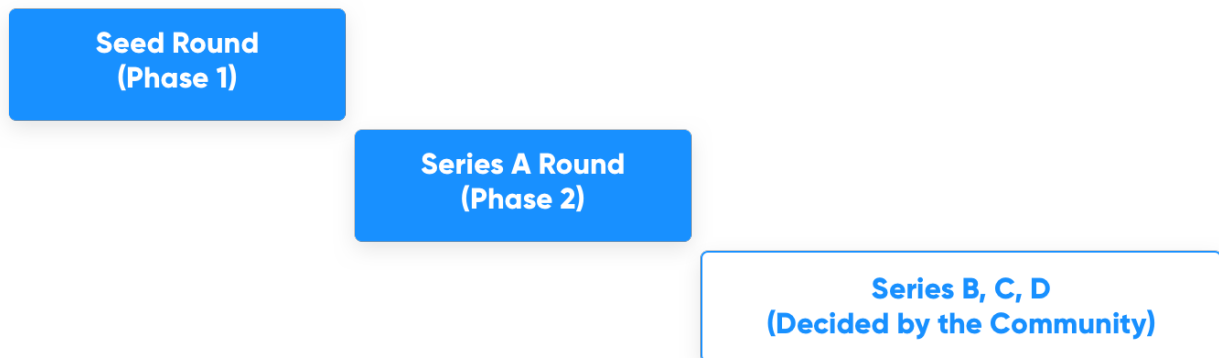 Seed Round
(Phase 1)
Series A Round
(Phase 2)
Series B, C, D
(Decided by the Community)